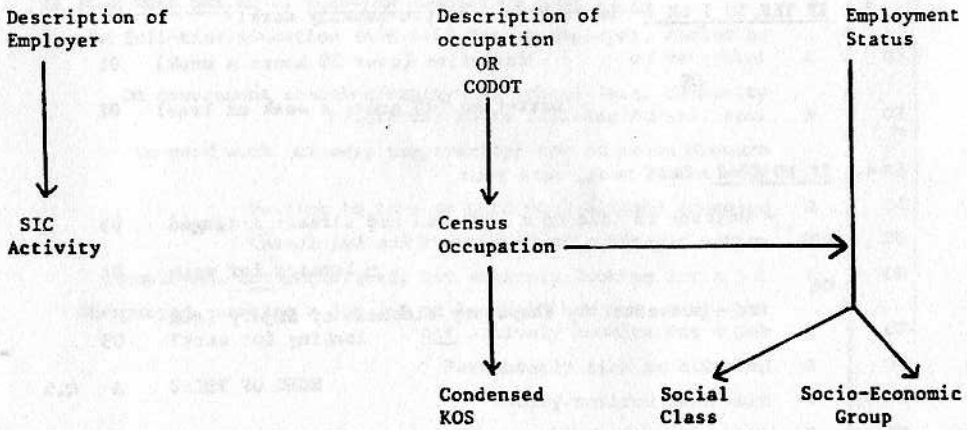 Description of
Employer
Description of
occupation
OR
CODOT
Employment
Status
SIC
Activity
Census
Occupation
Condensed
KOS
Social
Class
Socio-Economic
Group